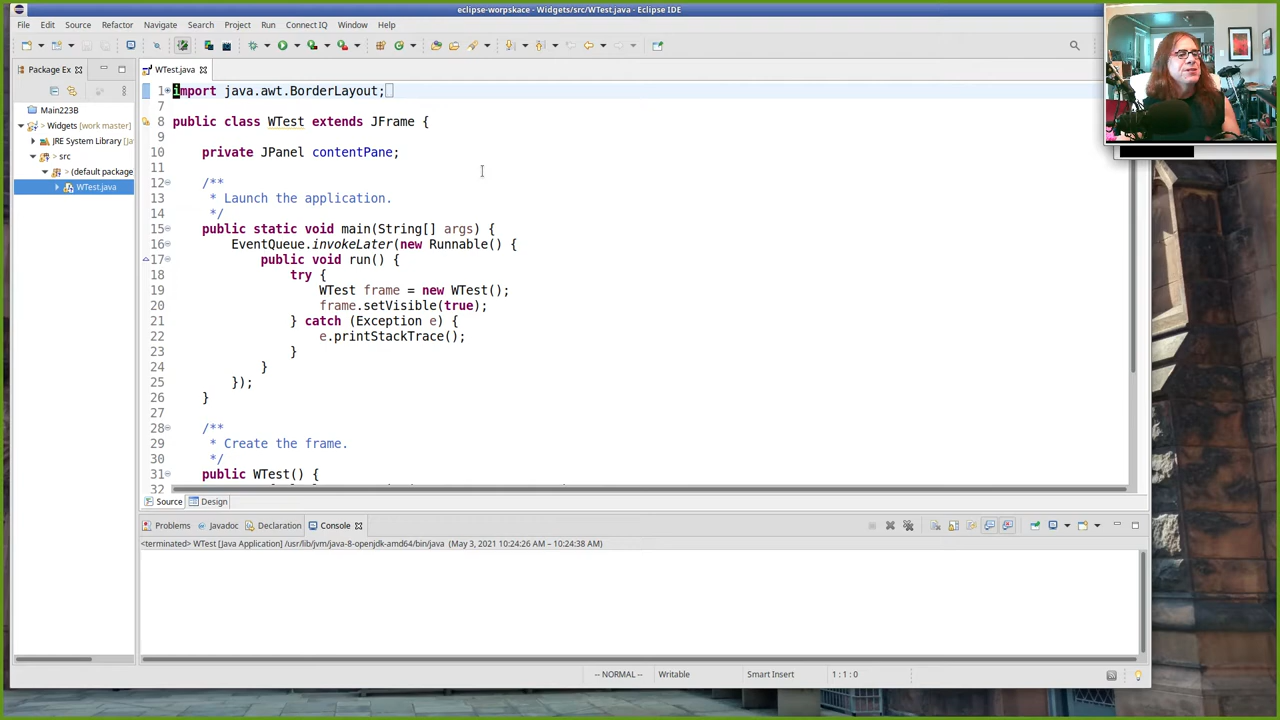 eclipse-worpskace - Widgets/src/WTest.java - Eclipse IDE
File Edit Source Refactor Navigate Search Project Run Connect IQ Window Help
Package Ex
WTest.java
Main223B
Widgets [work master]
JRE System Library [Ja
src
(default package
WTest.java
1 import java.awt.BorderLayout;
7
8 public class WTest extends JFrame {
9
10 private JPanel contentPane;
11
12 /**
13 * Launch the application.
14 */
15 public static void main(String[] args) {
16 EventQueue.invokeLater(new Runnable() {
17 public void run() {
18 try {
19 WTest frame = new WTest();
20 frame.setVisible(true);
21 } catch (Exception e) {
22 e.printStackTrace();
23 }
24 }
25 });
26 }
27
28 /**
29 * Create the frame.
30 */
31 public WTest() {
32
Source Design
Problems Javadoc Declaration Console
<terminated> WTest [Java Application] /usr/lib/jvm/java-8-openjdk-amd64/bin/java (May 3, 2021 10:24:26 AM – 10:24:38 AM)
-- NORMAL -- Writable Smart Insert 1 : 1 : 0